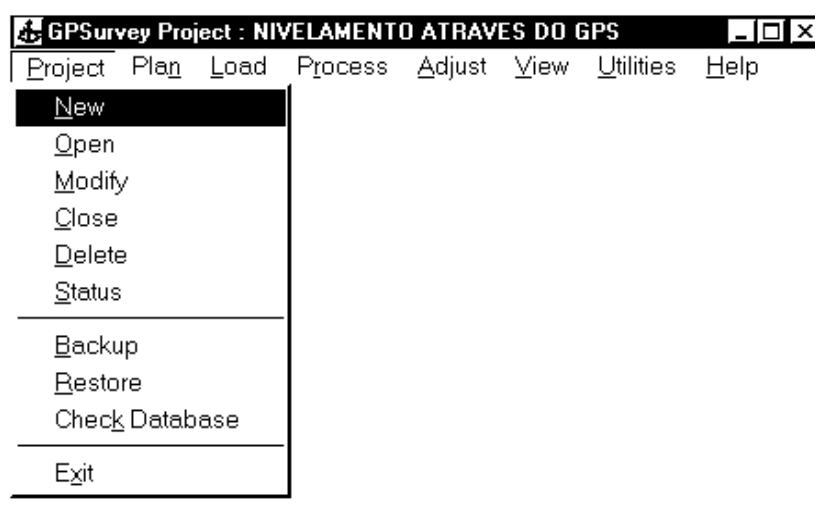 GPSurvey Project : NIVELAMENTO ATRAVES DO GPS
Project Plan Load Process Adjust View Utilities Help
New
Open
Modify
Close
Delete
Status
Backup
Restore
Check Database
Exit